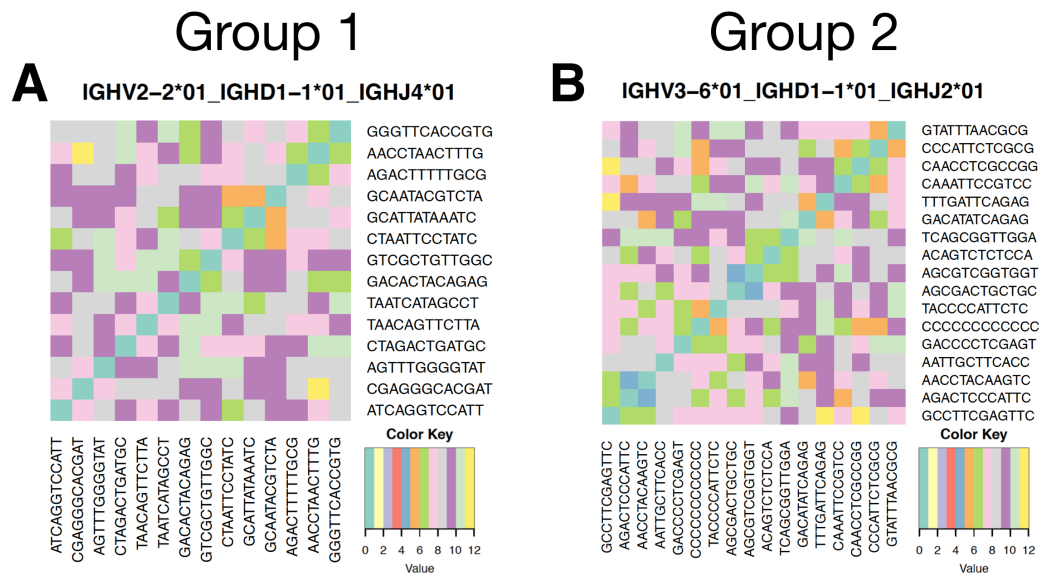 Group 1
Group 2
A
IGHV2−2*01_IGHD1−1*01_IGHJ4*01
GGGTTCACCGTG
AACCTAACTTTG
AGACTTTTTGCG
GCAATACGTCTA
GCATTATAAATC
CTAATTCCTATC
GTCGCTGTTGGC
GACACTACAGAG
TAATCATAGCCT
TAACAGTTCTTA
CTAGACTGATGC
AGTTTGGGGTAT
CGAGGGCACGAT
ATCAGGTCCATT
ATCAGGTCCATT
CGAGGGCACGAT
AGTTTGGGGTAT
CTAGACTGATGC
TAACAGTTCTTA
TAATCATAGCCT
GACACTACAGAG
GTCGCTGTTGGC
CTAATTCCTATC
GCATTATAAATC
GCAATACGTCTA
AGACTTTTTGCG
AACCTAACTTTG
GGGTTCACCGTG
Color Key
0 2 4 6 8 10 12
Value
B
IGHV3−6*01_IGHD1−1*01_IGHJ2*01
GTATTTAACGCG
CCCATTCTCGCG
CAACCTCGCCGG
CAAATTCCGTCC
TTTGATTCAGAG
GACATATCAGAG
TCAGCGGTTGGA
ACAGTCTCTCCA
AGCGTCGGTGGT
AGCGACTGCTGC
TACCCCATTCTC
CCCCCCCCCCCC
GACCCCTCGAGT
AATTGCTTCACC
AACCTACAAGTC
AGACTCCCATTC
GCCTTCGAGTTC
GCCTTCGAGTTC
AGACTCCCATTC
AACCTACAAGTC
AATTGCTTCACC
GACCCCTCGAGT
CCCCCCCCCCCC
TACCCCATTCTC
AGCGACTGCTGC
AGCGTCGGTGGT
ACAGTCTCTCCA
TCAGCGGTTGGA
GACATATCAGAG
TTTGATTCAGAG
CAAATTCCGTCC
CAACCTCGCCGG
CCCATTCTCGCG
GTATTTAACGCG
Color Key
0 2 4 6 8 10 12
Value